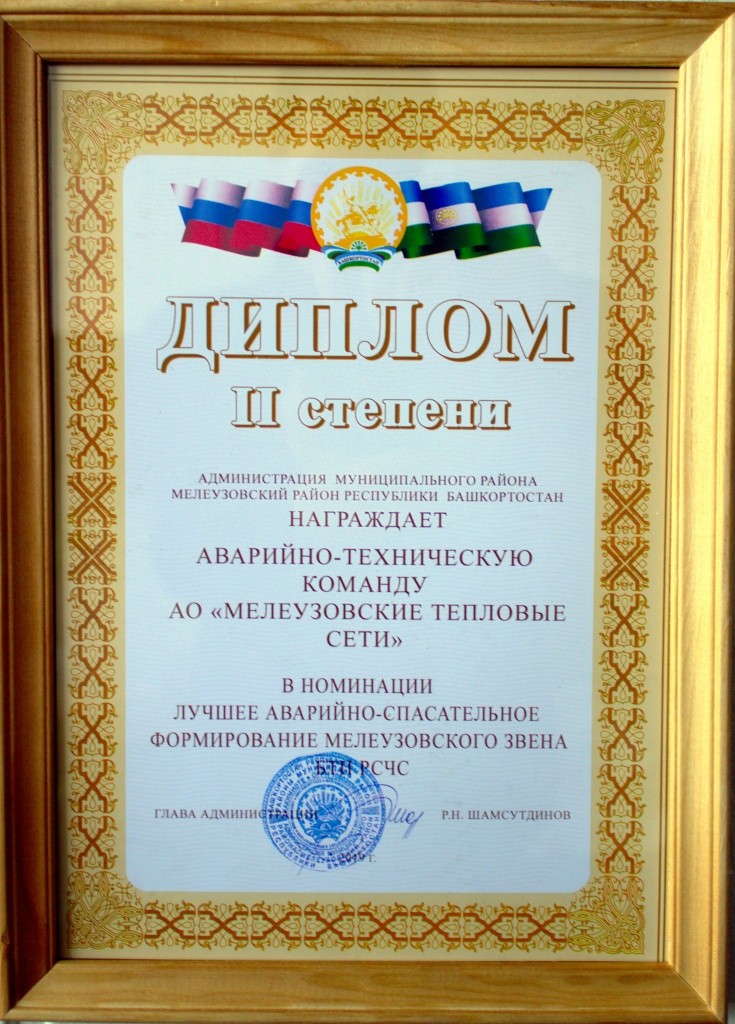 БАШКОРТОСТАН
ДИПЛОМ
II степени
АДМИНИСТРАЦИЯ МУНИЦИПАЛЬНОГО РАЙОНА
МЕЛЕУЗОВСКИЙ РАЙОН РЕСПУБЛИКИ БАШКОРТОСТАН
НАГРАЖДАЕТ
АВАРИЙНО-ТЕХНИЧЕСКУЮ
КОМАНДУ
АО «МЕЛЕУЗОВСКИЕ ТЕПЛОВЫЕ
СЕТИ»
В НОМИНАЦИИ
ЛУЧШЕЕ АВАРИЙНО-СПАСАТЕЛЬНОЕ
ФОРМИРОВАНИЕ МЕЛЕУЗОВСКОГО ЗВЕНА
РСЧС
ГЛАВА АДМИНИСТРАЦИИ Р.Н. ШАМСУТДИНОВ
г.